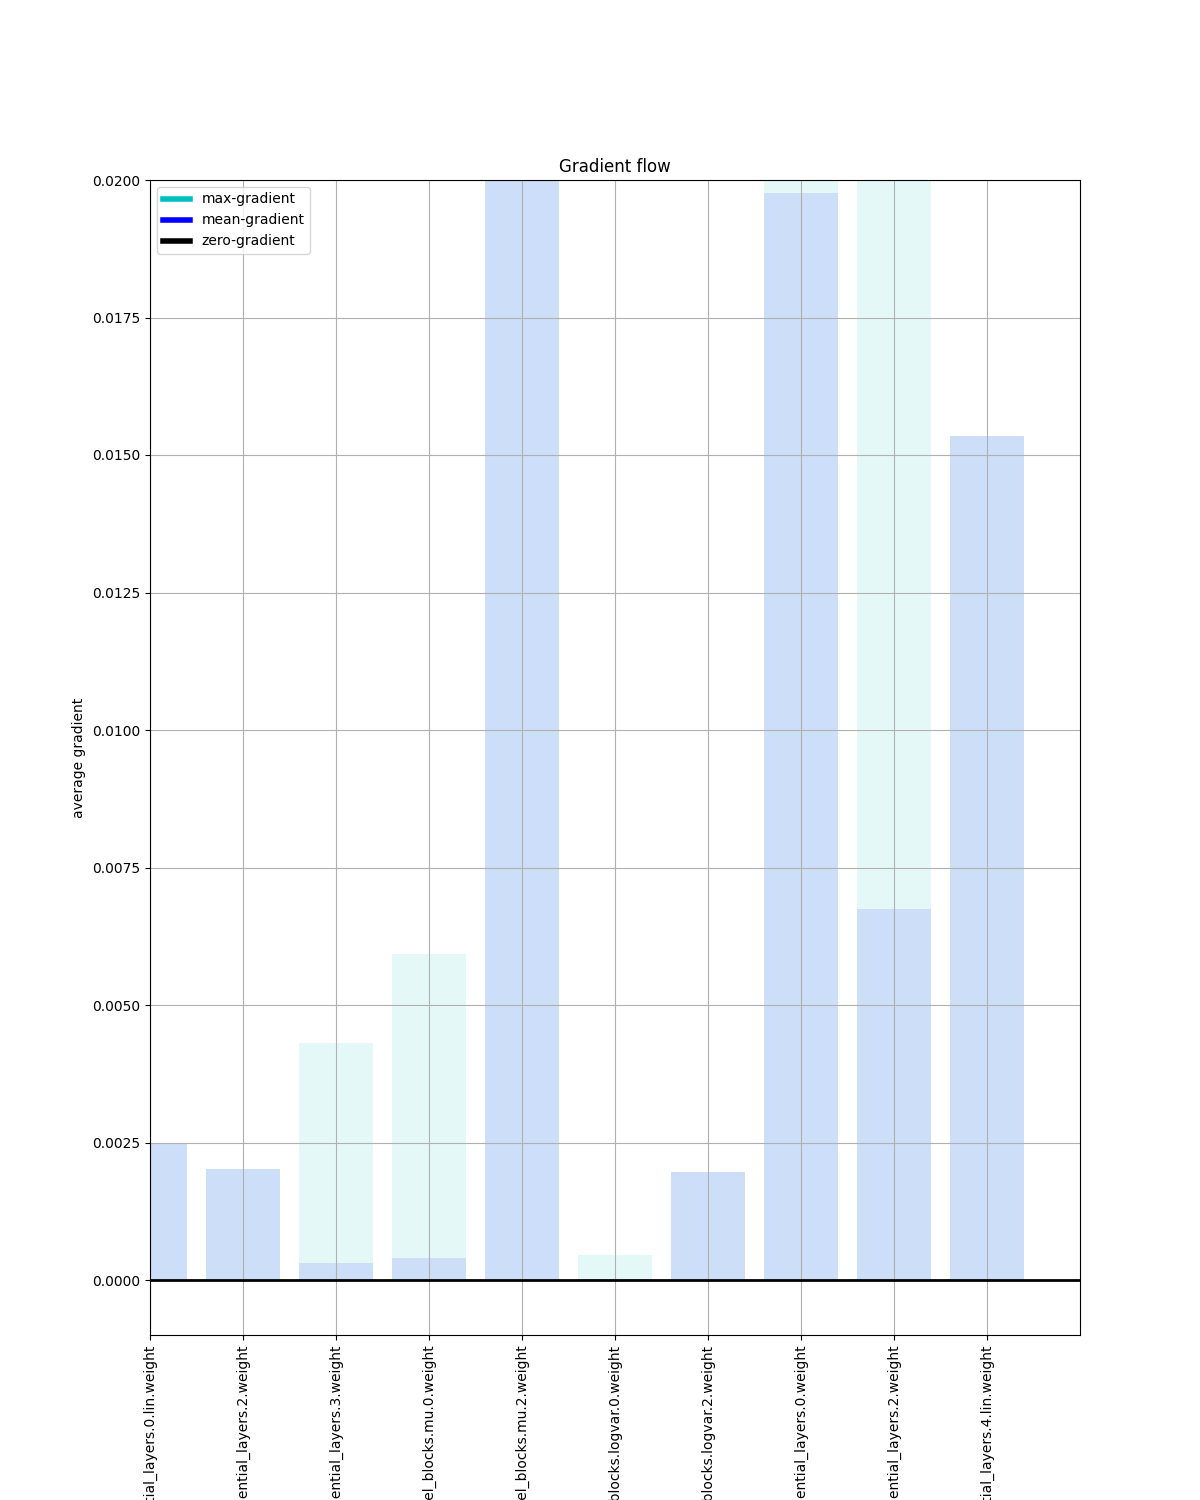 Gradient flow
max-gradient
mean-gradient
zero-gradient
0.0200
0.0175
0.0150
0.0125
0.0100
0.0075
0.0050
0.0025
0.0000
average gradient
tial_layers.0.lin.weight
ential_layers.2.weight
ential_layers.3.weight
el_blocks.mu.0.weight
el_blocks.mu.2.weight
blocks.logvar.0.weight
blocks.logvar.2.weight
ential_layers.0.weight
ential_layers.2.weight
tial_layers.4.lin.weight